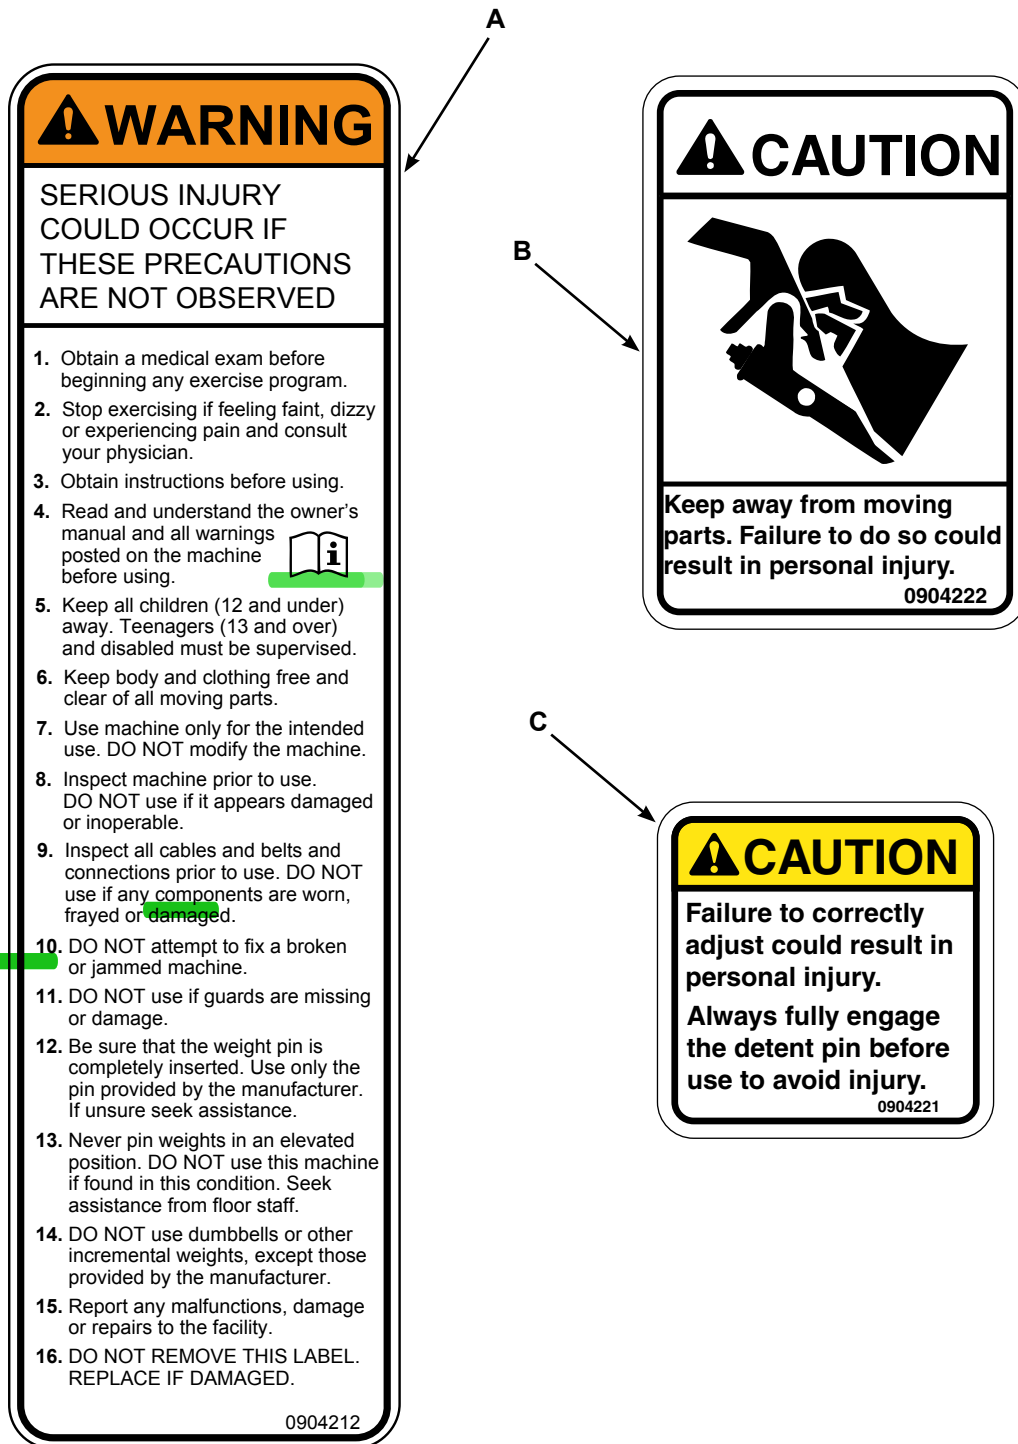 A
WARNING
SERIOUS INJURY
COULD OCCUR IF
THESE PRECAUTIONS
ARE NOT OBSERVED
1. Obtain a medical exam before
beginning any exercise program.
2. Stop exercising if feeling faint, dizzy
or experiencing pain and consult
your physician.
3. Obtain instructions before using.
4. Read and understand the owner's
manual and all warnings
posted on the machine
before using.
i
5. Keep all children (12 and under)
away. Teenagers (13 and over)
and disabled must be supervised.
6. Keep body and clothing free and
clear of all moving parts.
7. Use machine only for the intended
use. DO NOT modify the machine.
8. Inspect machine prior to use.
DO NOT use if it appears damaged
or inoperable.
9. Inspect all cables and belts and
connections prior to use. DO NOT
use if any components are worn,
frayed or damaged.
10. DO NOT attempt to fix a broken
or jammed machine.
11. DO NOT use if guards are missing
or damage.
12. Be sure that the weight pin is
completely inserted. Use only the
pin provided by the manufacturer.
If unsure seek assistance.
13. Never pin weights in an elevated
position. DO NOT use this machine
if found in this condition. Seek
assistance from floor staff.
14. DO NOT use dumbbells or other
incremental weights, except those
provided by the manufacturer.
15. Report any malfunctions, damage
or repairs to the facility.
16. DO NOT REMOVE THIS LABEL.
REPLACE IF DAMAGED.
0904212
B
CAUTION
Keep away from moving
parts. Failure to do so could
result in personal injury.
0904222
C
CAUTION
Failure to correctly
adjust could result in
personal injury.
Always fully engage
the detent pin before
use to avoid injury.
0904221